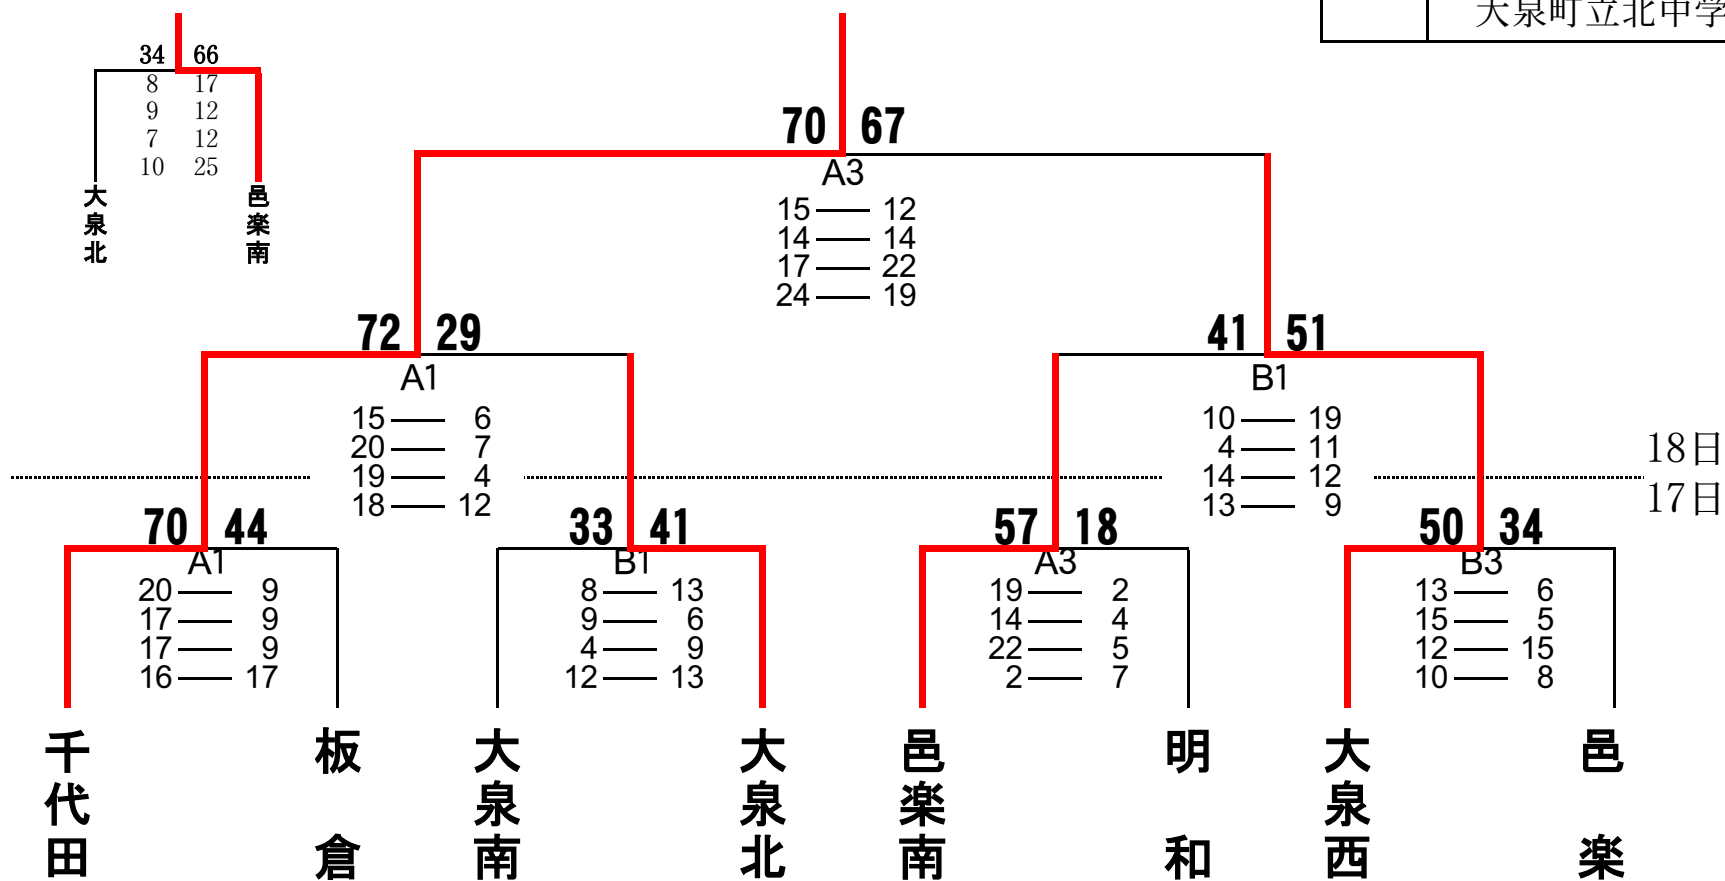 大泉町立北中学
34 66
8 17
9 12
7 12
10 25
大泉北
邑楽南
70 67
A3
15 — 12
14 — 14
17 — 22
24 — 19
72 29
A1
15 — 6
20 — 7
19 — 4
18 — 12
41 51
B1
10 — 19
4 — 11
14 — 12
13 — 9
18日
17日
70 44
A1
20 — 9
17 — 9
17 — 9
16 — 17
33 41
B1
8 — 13
9 — 6
4 — 9
12 — 13
57 18
A3
19 — 2
14 — 4
22 — 5
2 — 7
50 34
B3
13 — 6
15 — 5
12 — 15
10 — 8
千代田
板倉
大泉南
大泉北
邑楽南
明和
大泉西
邑楽